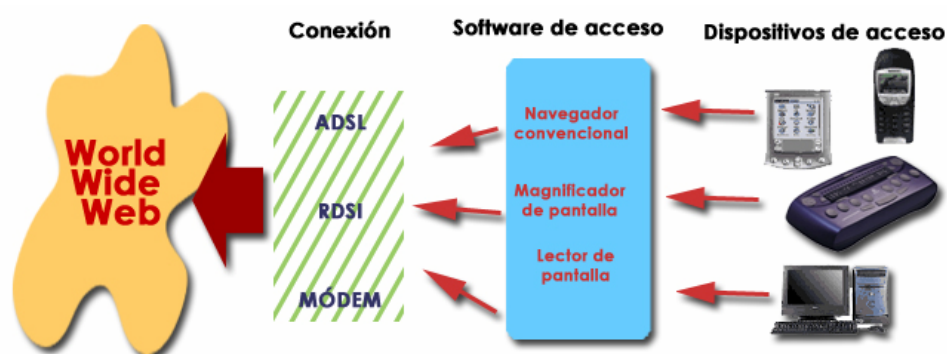 Conexión
Software de acceso
Dispositivos de acceso
World
Wide
Web
ADSL
RDSI
MÓDEM
Navegador
convencional
Magnificador
de pantalla
Lector de
pantalla